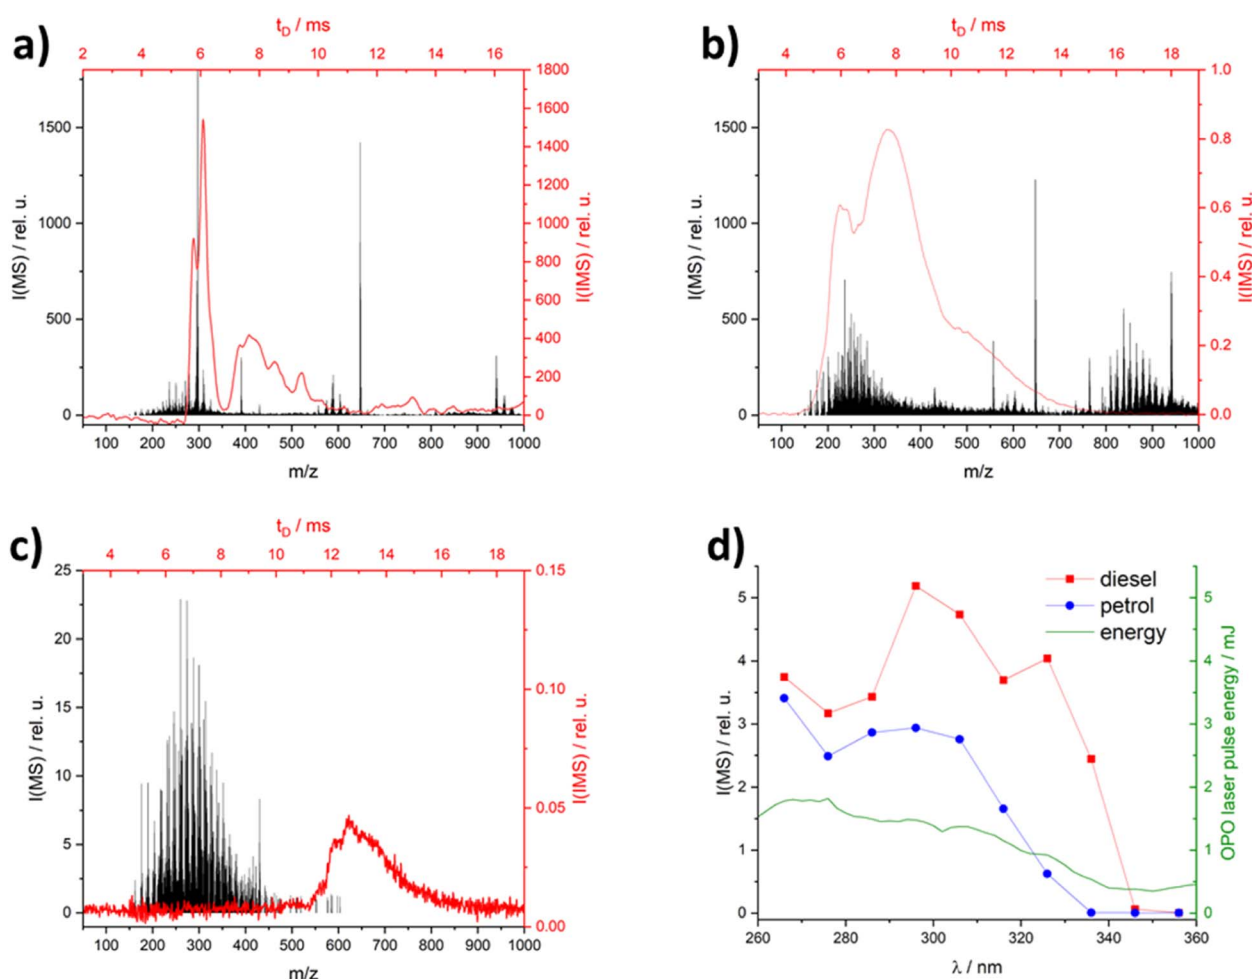 a)
t_D / ms
2 4 6 8 10 12 14 16
1800
1600
1400
1200
1000
800
600
400
200
0
I(IMS) / rel. u.
1500
1000
500
0
I(MS) / rel. u.
100 200 300 400 500 600 700 800 900 1000
m/z
b)
t_D / ms
4 6 8 10 12 14 16 18
1.0
0.8
0.6
0.4
0.2
0.0
I(IMS) / rel. u.
1500
1000
500
0
I(MS) / rel. u.
100 200 300 400 500 600 700 800 900 1000
m/z
c)
t_D / ms
4 6 8 10 12 14 16 18
0.15
0.10
0.05
0.00
I(IMS) / rel. u.
25
20
15
10
5
0
I(MS) / rel. u.
100 200 300 400 500 600 700 800 900 1000
m/z
d)
diesel
petrol
energy
5
4
3
2
1
0
I(MS) / rel. u.
5
4
3
2
1
0
OPO laser pulse energy / mJ
260 280 300 320 340 360
λ / nm